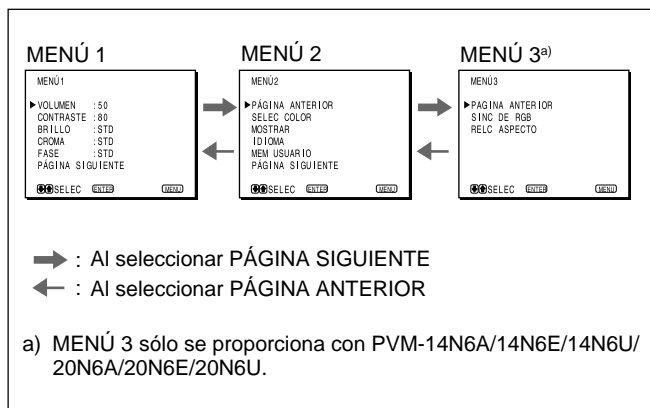 MENÚ 1
MENÚ1
▶VOLUMEN :50
CONTRASTE :80
BRILLO :STD
CROMA :STD
FASE :STD
PÁGINA SIGUIENTE
SELEC ENTER MENU
MENÚ 2
MENÚ2
▶PÁGINA ANTERIOR
SELEC COLOR
MOSTRAR
IDIOMA
MEM USUARIO
PÁGINA SIGUIENTE
SELEC ENTER MENU
MENÚ 3a)
MENÚ3
▶PAGINA ANTERIOR
SINC DE RGB
RELC ASPECTO
SELEC ENTER MENU
➡ : Al seleccionar PÁGINA SIGUIENTE
← : Al seleccionar PÁGINA ANTERIOR
a) MENÚ 3 sólo se proporciona con PVM-14N6A/14N6E/14N6U/
20N6A/20N6E/20N6U.